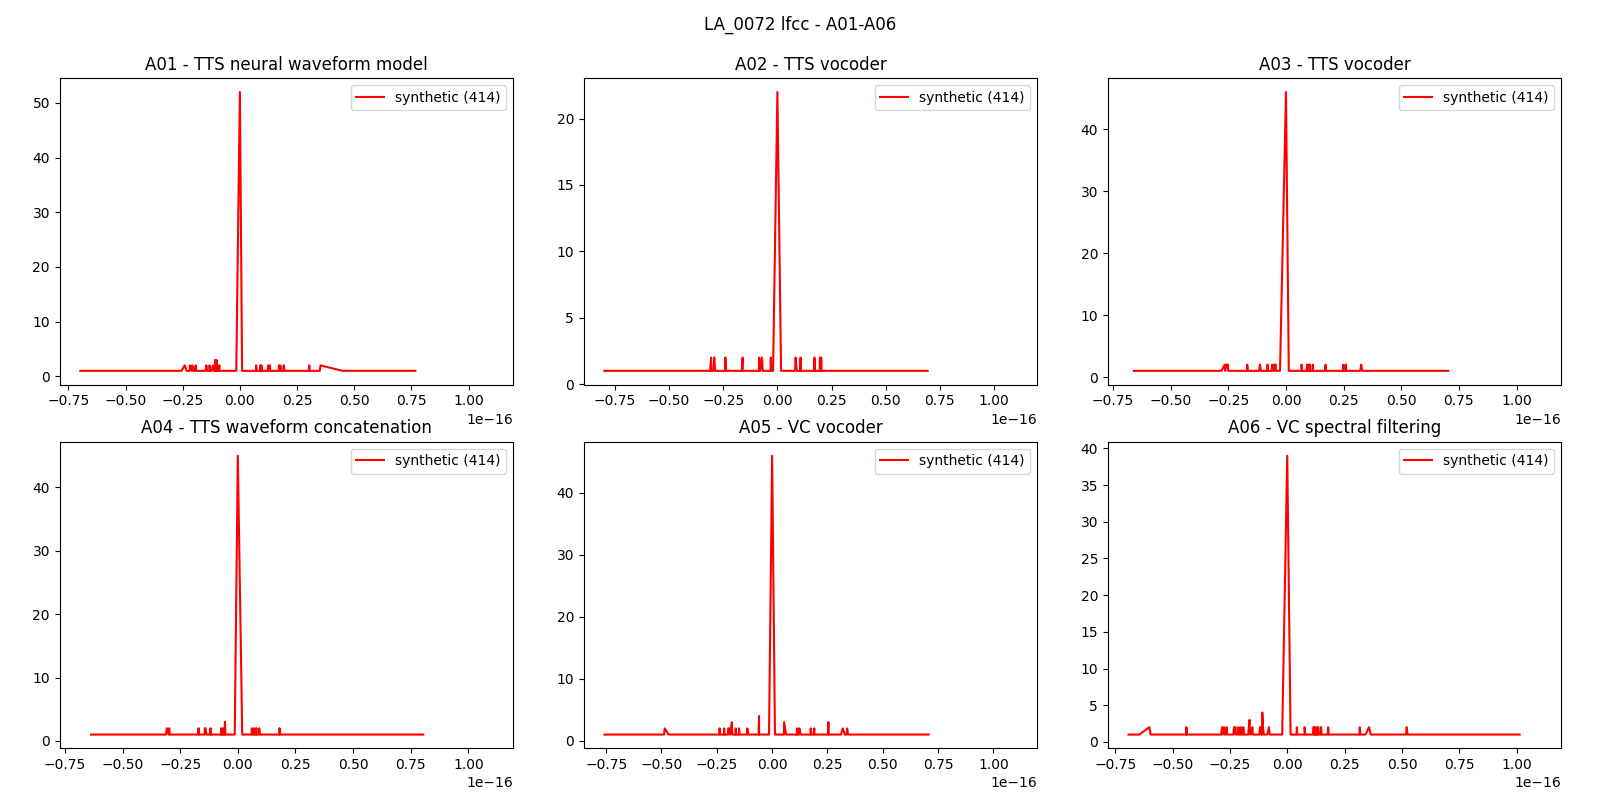 LA_0072 lfcc - A01-A06
A01 - TTS neural waveform model
A02 - TTS vocoder
A03 - TTS vocoder
synthetic (414)
synthetic (414)
synthetic (414)
50
40
30
20
10
0
20
15
10
5
0
40
30
20
10
0
−0.75 −0.50 −0.25 0.00 0.25 0.50 0.75 1.00
−0.75 −0.50 −0.25 0.00 0.25 0.50 0.75 1.00
−0.75 −0.50 −0.25 0.00 0.25 0.50 0.75 1.00
1e−16
1e−16
1e−16
A04 - TTS waveform concatenation
A05 - VC vocoder
A06 - VC spectral filtering
synthetic (414)
synthetic (414)
synthetic (414)
40
30
20
10
0
40
30
20
10
0
40
35
30
25
20
15
10
5
0
−0.75 −0.50 −0.25 0.00 0.25 0.50 0.75 1.00
−0.75 −0.50 −0.25 0.00 0.25 0.50 0.75 1.00
−0.75 −0.50 −0.25 0.00 0.25 0.50 0.75 1.00
1e−16
1e−16
1e−16